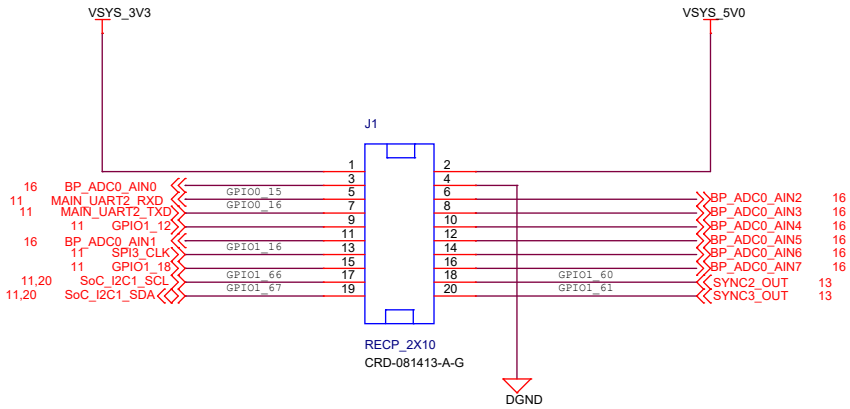 VSYS_3V3 VSYS_5V0
J1
1 2
3 4
16 BP_ADC0_AIN0
GPIO0_15 5 6 BP_ADC0_AIN2 16
11 MAIN_UART2_RXD
GPIO0_16 7 8 BP_ADC0_AIN3 16
11 MAIN_UART2_TXD
11 GPIO1_12 9 10 BP_ADC0_AIN4 16
16 BP_ADC0_AIN1 11 12 BP_ADC0_AIN5 16
11 SPI3_CLK GPIO1_16 13 14 BP_ADC0_AIN6 16
11 GPIO1_18 15 16 BP_ADC0_AIN7 16
11,20 SoC_I2C1_SCL GPIO1_66 17 18 GPIO1_60 SYNC2_OUT 13
11,20 SoC_I2C1_SDA GPIO1_67 19 20 GPIO1_61 SYNC3_OUT 13
RECP_2X10
CRD-081413-A-G
DGND